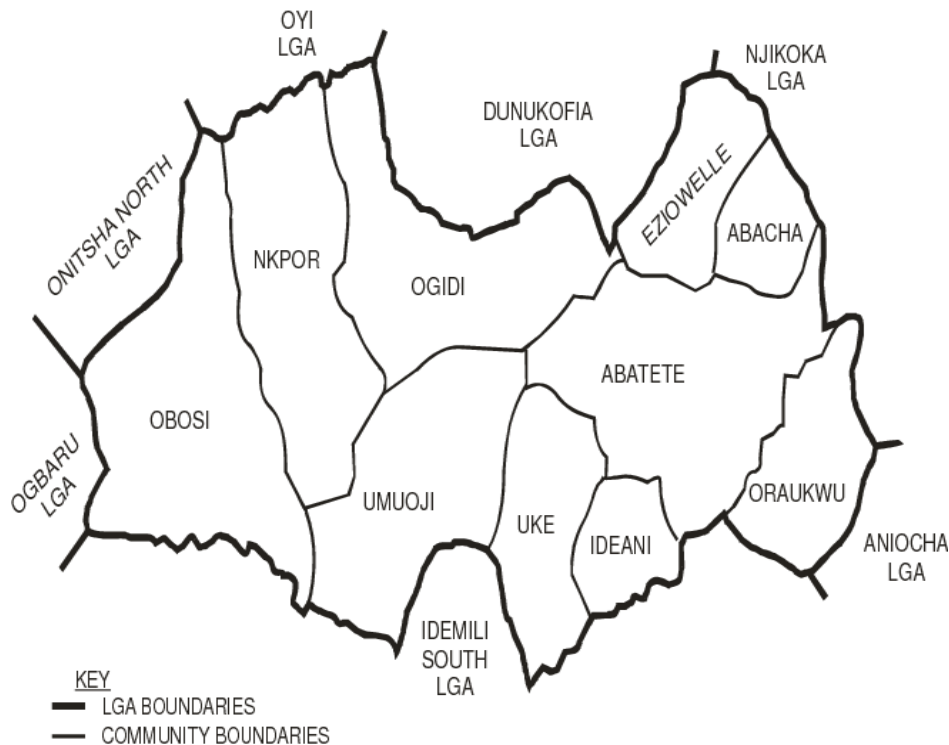 OYI
LGA
NJIKOKA
LGA
DUNUKOFIA
LGA
ONITSHA NORTH
LGA
EZIOWELLE
ABACHA
NKPOR
OGIDI
ABATETE
OBOSI
OGBARU
LGA
UMUOJI
UKE
IDEANI
ORAUKWU
ANIOCHA
LGA
IDEMILI
SOUTH
LGA
KEY
LGA BOUNDARIES
COMMUNITY BOUNDARIES